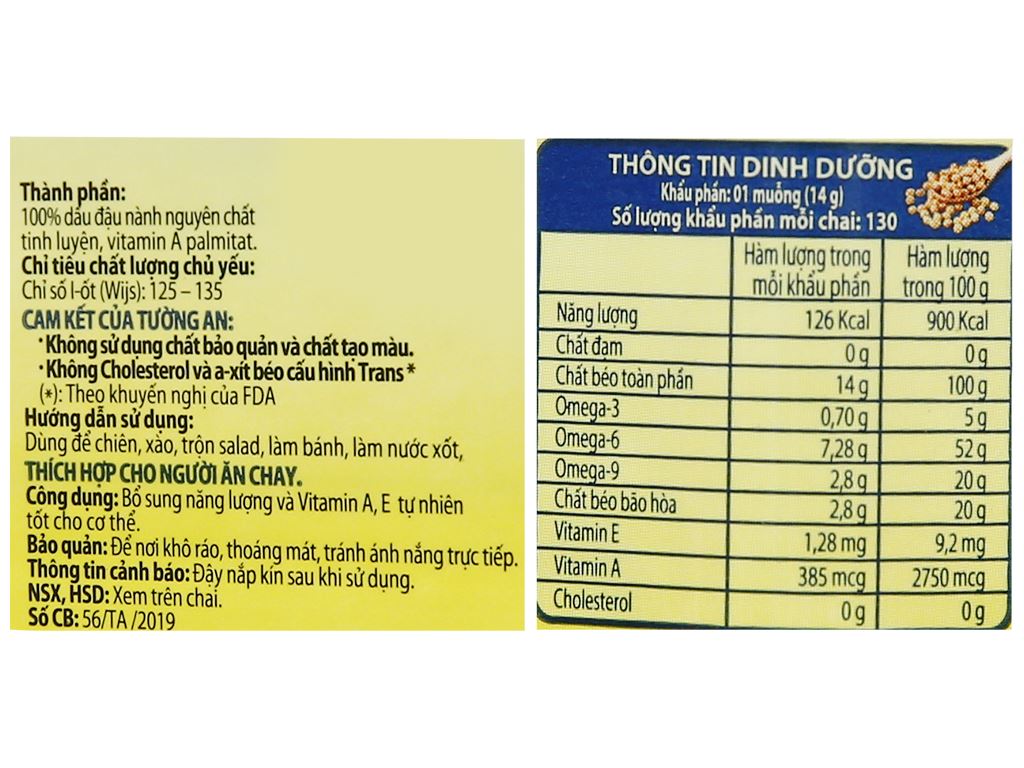 Thành phần:
100% dầu đậu nành nguyên chất
tinh luyện, vitamin A palmitat.
Chỉ tiêu chất lượng chủ yếu:
Chỉ số I-ốt (Wijs): 125 – 135
CAM KẾT CỦA TƯỜNG AN:
•Không sử dụng chất bảo quản và chất tạo màu.
•Không Cholesterol và a-xít béo cấu hình Trans *
(*): Theo khuyến nghị của FDA
Hướng dẫn sử dụng:
Dùng để chiên, xào, trộn salad, làm bánh, làm nước xốt,
THÍCH HỢP CHO NGƯỜI ĂN CHAY.
Công dụng: Bổ sung năng lượng và Vitamin A, E tự nhiên
tốt cho cơ thể.
Bảo quản: Để nơi khô ráo, thoáng mát, tránh ánh nắng trực tiếp.
Thông tin cảnh báo: Đậy nắp kín sau khi sử dụng.
NSX, HSD: Xem trên chai.
Số CB: 56/TA /2019
THÔNG TIN DINH DƯỠNG
Khẩu phần: 01 muỗng (14 g)
Số lượng khẩu phần mỗi chai: 130
Hàm lượng trong Hàm lượng
mỗi khẩu phần trong 100 g
Năng lượng 126 Kcal 900 Kcal
Chất đạm 0 g 0 g
Chất béo toàn phần 14 g 100 g
Omega-3 0,70 g 5 g
Omega-6 7,28 g 52 g
Omega-9 2,8 g 20 g
Chất béo bão hòa 2,8 g 20 g
Vitamin E 1,28 mg 9,2 mg
Vitamin A 385 mcg 2750 mcg
Cholesterol 0 g 0 g